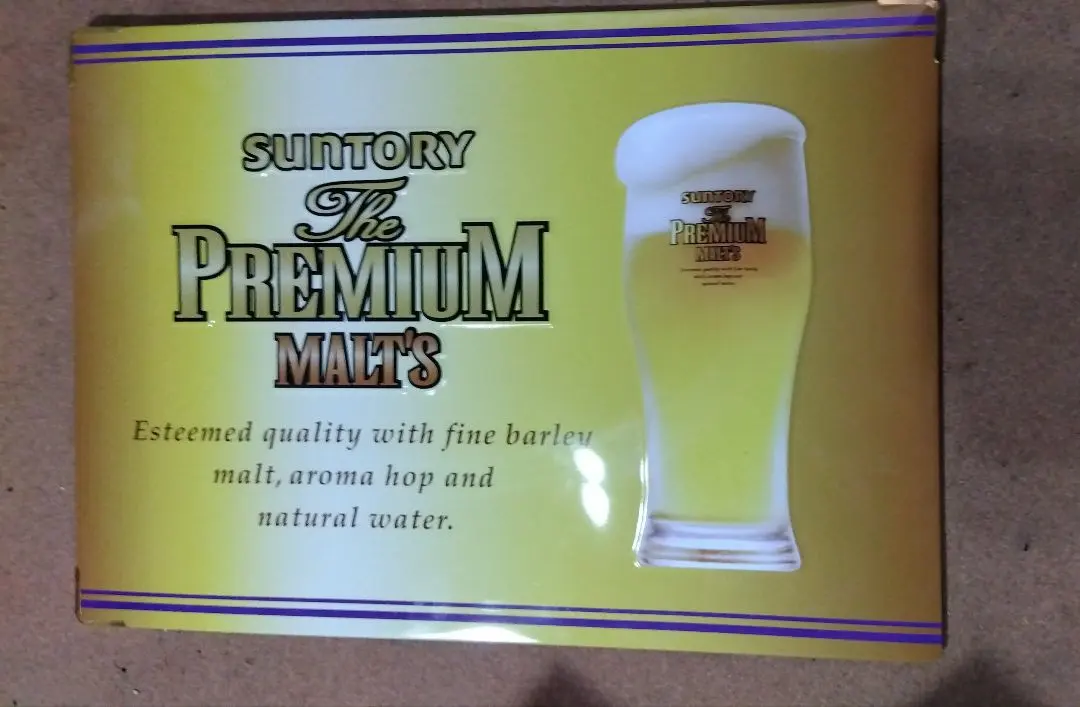 SUNTORY
The
PREMIUM
MALT'S
Esteemed quality with fine barley
malt, aroma hop and
natural water.
SUNTORY
The
PREMIUM
MALT'S